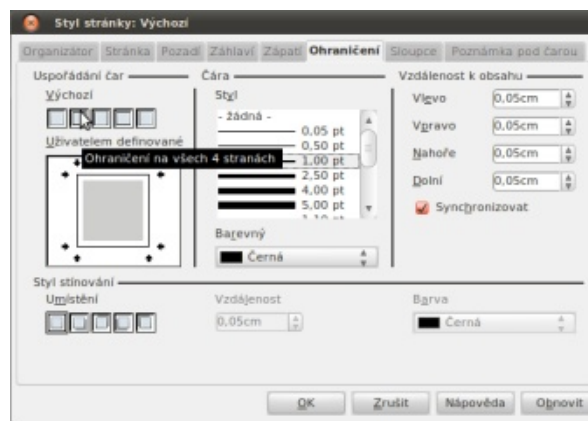 Styl stránky: Výchozí
Organizátor Stránka Pozadí Záhlaví Zápatí Ohraničení Sloupce Poznámka pod čarou
Uspořádání čar
Výchozí
Uživatelem definované
Ohraničení na všech 4 stranách
Čára
Styl
- žádná -
0,05 pt
0,50 pt
1,00 pt
2,50 pt
4,00 pt
5,00 pt
Barevný
Černá
Vzdálenost k obsahu
Vlevo 0,05cm
Vpravo 0,05cm
Nahoře 0,05cm
Dolní 0,05cm
Synchronizovat
Styl stínování
Umístění
Vzdájenost
0,05cm
Barva
Černá
OK Zrušit Nápověda Obnovit